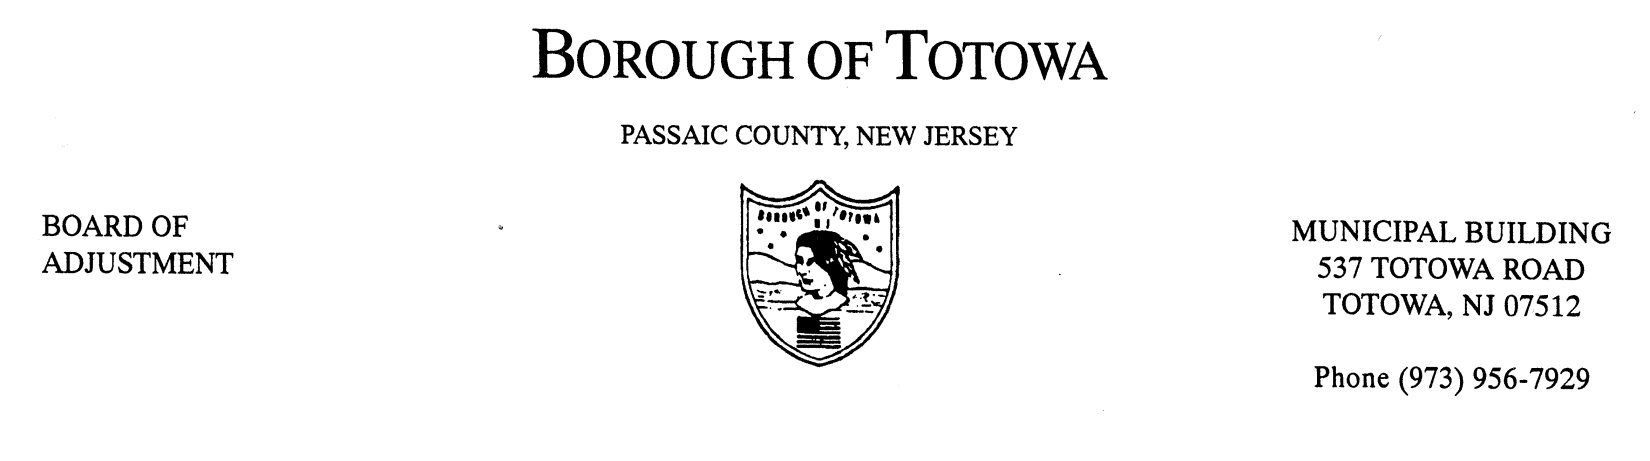 BOROUGH OF TOTOWA
PASSAIC COUNTY, NEW JERSEY
BOARD OF
ADJUSTMENT
BOROUGH OF TOTOWA
NJ
MUNICIPAL BUILDING
537 TOTOWA ROAD
TOTOWA, NJ 07512
Phone (973) 956-7929